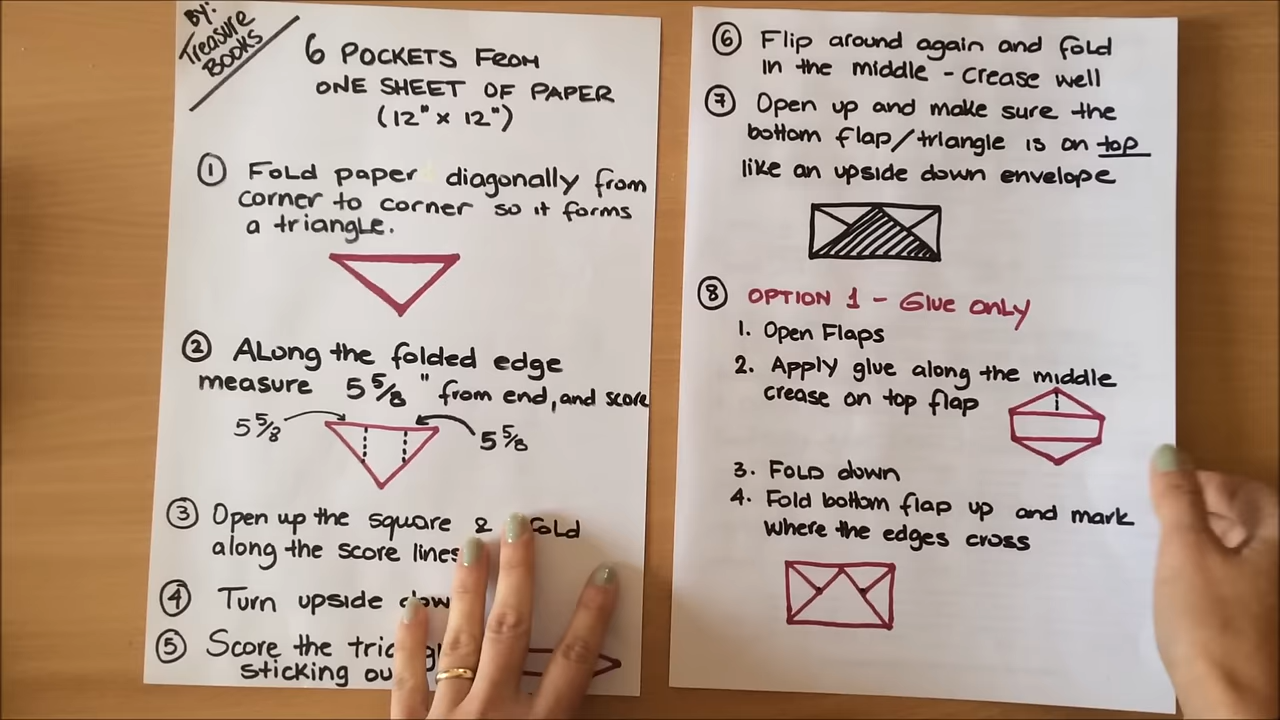 BY:
Treasure
BOOKS
6 POCKETS FROM
ONE SHEET OF PAPER
(12" x 12")
① FoLd paper diagonally from
corner to corner so it forms
a triangle.
② ALong the folded edge
measure 5 5/8" from end, and score
5 5/8
5 5/8
③ Open up the square & FoLd
along the score lines
④ Turn upside
⑤ Score the
sticking
⑥ Flip around again and fold
in the middle - crease well
⑦ Open up and make sure the
bottom flap/triangle is on top
like an upside down envelope
⑧ OPTION 1 - GLue onLy
1. Open Flaps
2. Apply glue along the middle
crease on top flap
3. FoLD down
4. Fold bottom flap up and mark
where the edges cross